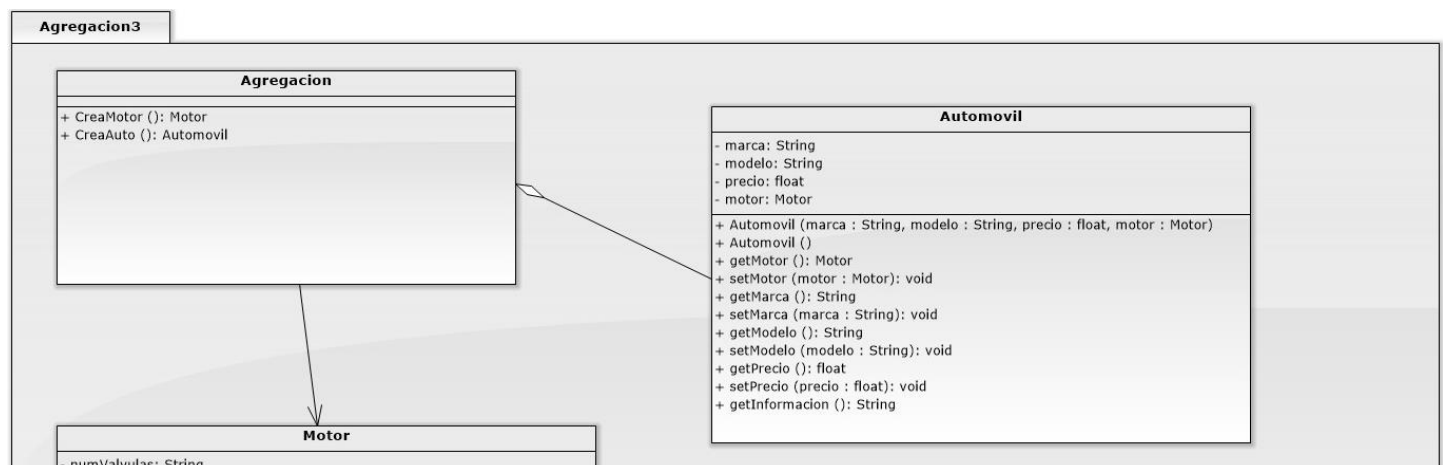 Agregacion3
Agregacion
+ CreaMotor (): Motor
+ CreaAuto (): Automovil
Automovil
- marca: String
- modelo: String
- precio: float
- motor: Motor
+ Automovil (marca : String, modelo : String, precio : float, motor : Motor)
+ Automovil ()
+ getMotor (): Motor
+ setMotor (motor : Motor): void
+ getMarca (): String
+ setMarca (marca : String): void
+ getModelo (): String
+ setModelo (modelo : String): void
+ getPrecio (): float
+ setPrecio (precio : float): void
+ getInformacion (): String
Motor
- numValvulas: String